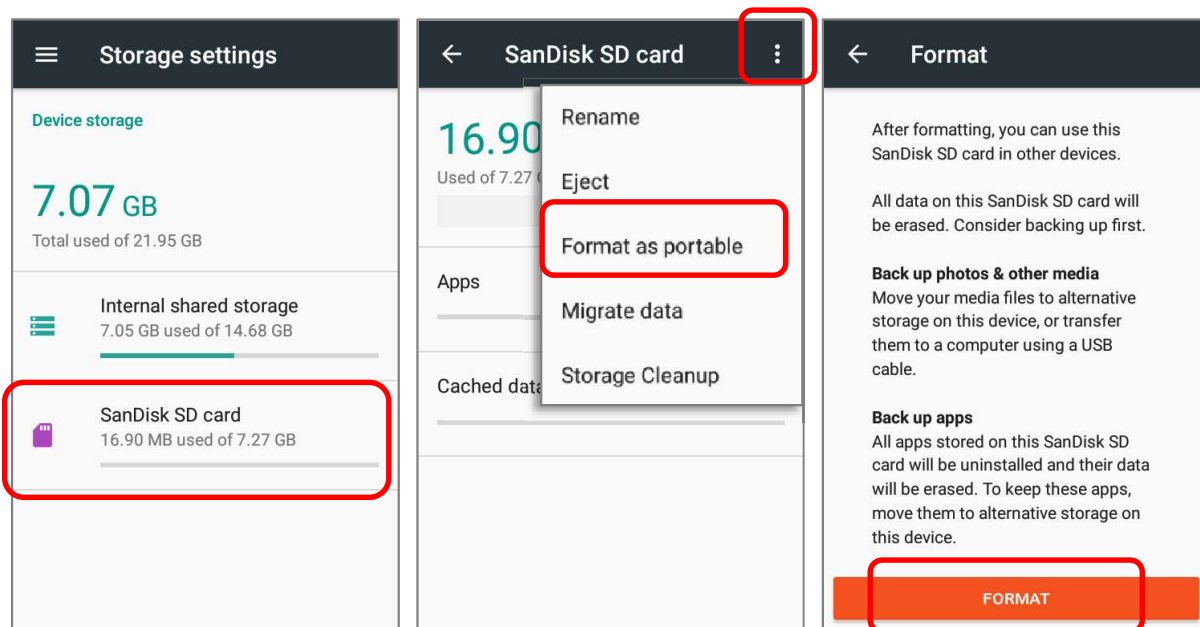 Storage settings
Device storage
7.07 GB
Total used of 21.95 GB
Internal shared storage
7.05 GB used of 14.68 GB
SanDisk SD card
16.90 MB used of 7.27 GB
SanDisk SD card
16.90
Used of 7.27
Apps
Cached data
Rename
Eject
Format as portable
Migrate data
Storage Cleanup
Format
After formatting, you can use this
SanDisk SD card in other devices.
All data on this SanDisk SD card will
be erased. Consider backing up first.
Back up photos & other media
Move your media files to alternative
storage on this device, or transfer
them to a computer using a USB
cable.
Back up apps
All apps stored on this SanDisk SD
card will be uninstalled and their data
will be erased. To keep these apps,
move them to alternative storage on
this device.
FORMAT